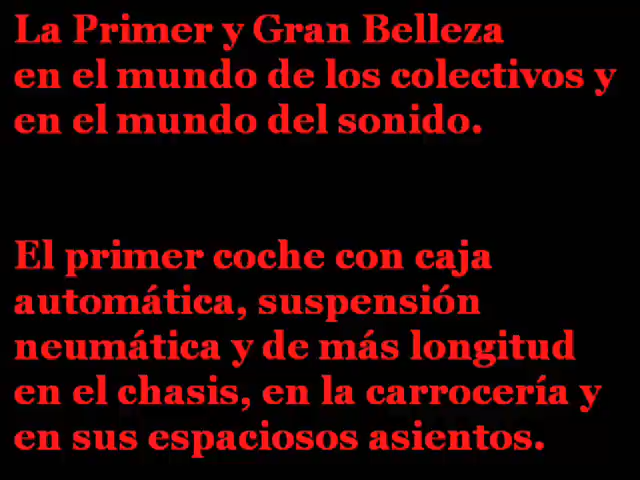 La Primer y Gran Belleza
en el mundo de los colectivos y
en el mundo del sonido.
El primer coche con caja
automática, suspensión
neumática y de más longitud
en el chasis, en la carrocería y
en sus espaciosos asientos.